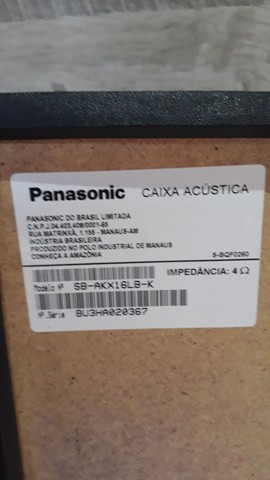 Panasonic CAIXA ACÚSTICA
PANASONIC DO BRASIL LIMITADA
C.N.P.J.04.403.408/0001-65
RUA MATRINXÃ, 1.155 - MANAUS-AM
INDÚSTRIA BRASILEIRA
PRODUZIDO NO POLO INDUSTRIAL DE MANAUS
CONHEÇA A AMAZÔNIA
S-BQF0260
IMPEDÂNCIA: 4 Ω
Modelo Nº SB-AKX16LB-K
Nº.Série BU3HA020367